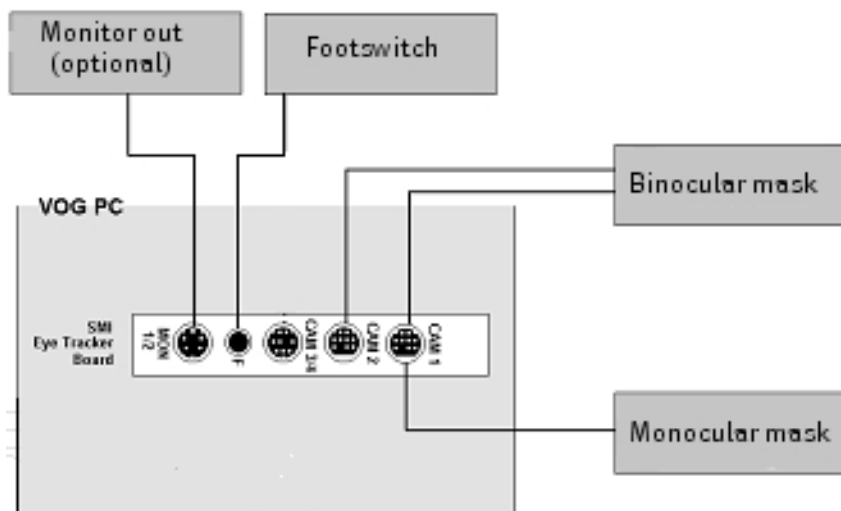 Monitor out
(optional)
Footswitch
Binocular mask
VOG PC
SMI
Eye Tracker
Board
MON
1/2
F
CAM 3/4
CAM 2
CAM 1
Monocular mask